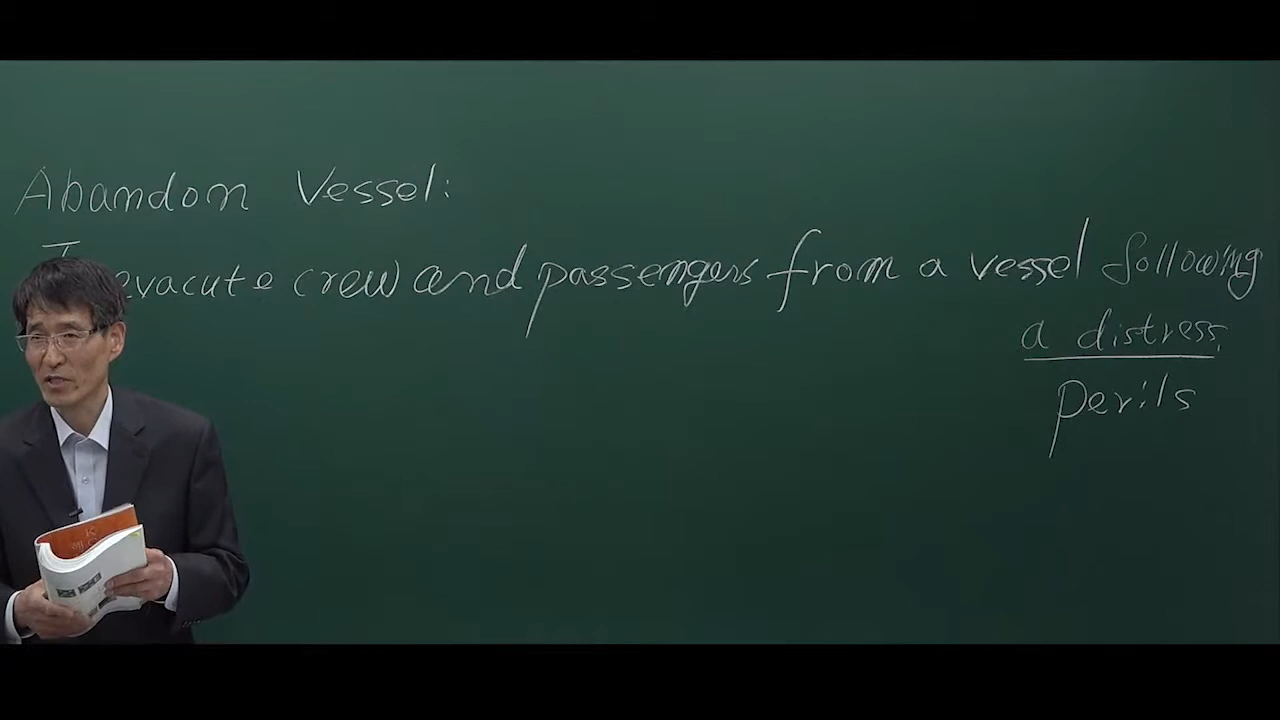 Abandon Vessel:
evacute crew and passengers from a vessel following
a distress,
perils